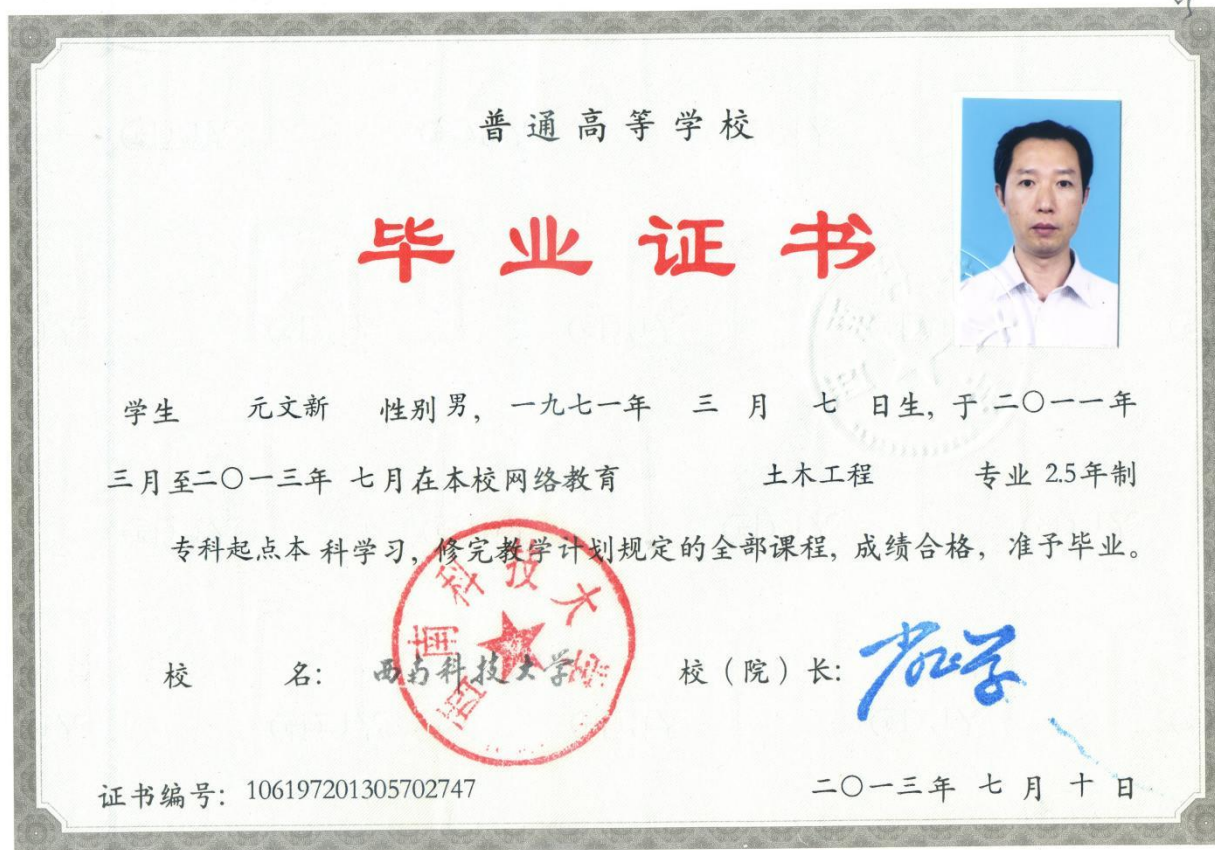 普通高等学校
毕业证书
学生 元文新 性别 男, 一九七一年 三 月 七 日生, 于 二〇一一年
三月至二〇一三年 七月在本校网络教育 土木工程 专业 2.5年制
专科起点本 科学习, 修完教学计划规定的全部课程, 成绩合格, 准予毕业。
西南科技大学
校 名: 西南科技大学 校(院)长:
证书编号: 106197201305702747 二〇一三年 七 月 十 日